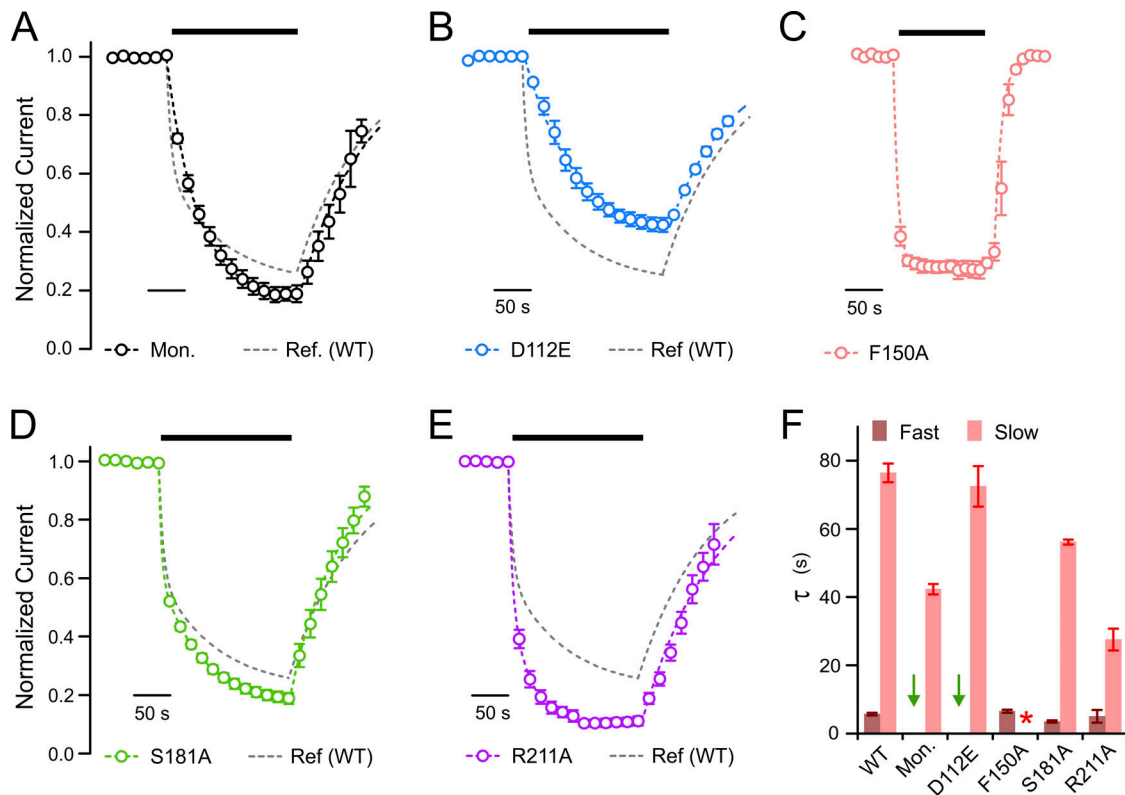 A
B
C
Normalized Current
1.0
0.8
0.6
0.4
0.2
0.0
50 s
50 s
Mon.
Ref. (WT)
D112E
Ref (WT)
F150A
D
E
F
Normalized Current
1.0
0.8
0.6
0.4
0.2
0.0
50 s
50 s
S181A
Ref (WT)
R211A
Ref (WT)
Fast
Slow
τ (s)
80
60
40
20
0
*
WT
Mon.
D112E
F150A
S181A
R211A